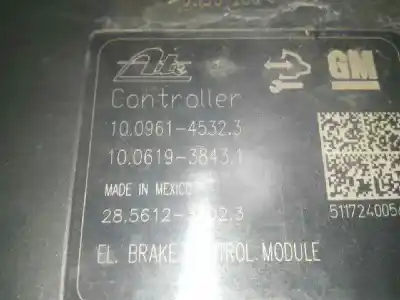 Ate
GM
Controller
10.0961-4532.3
10.0619-3843.1
MADE IN MEXICO
28.5612-
EL. BRAKE CONTROL MODULE